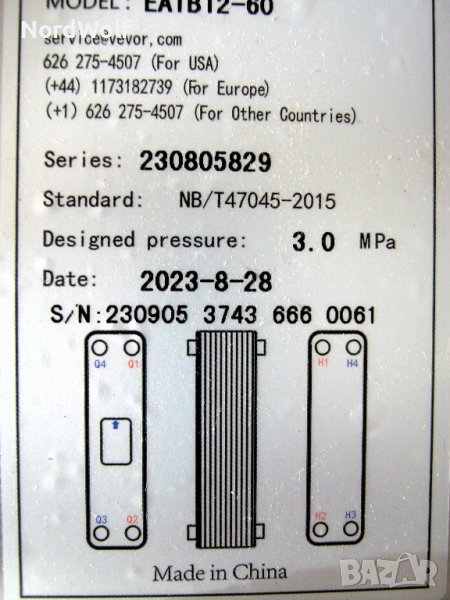 MODEL: EATB12-60
NordWolf
service@vevor.com
626 275-4507 (For USA)
(+44) 1173182739 (For Europe)
(+1) 626 275-4507 (For Other Countries)
Series: 230805829
Standard: NB/T47045-2015
Designed pressure: 3.0 MPa
Date: 2023-8-28
S/N:230905 3743 666 0061
Q4 Q1 H1 H4
Q3 Q2 H2 H3
Made in China
BAZAR